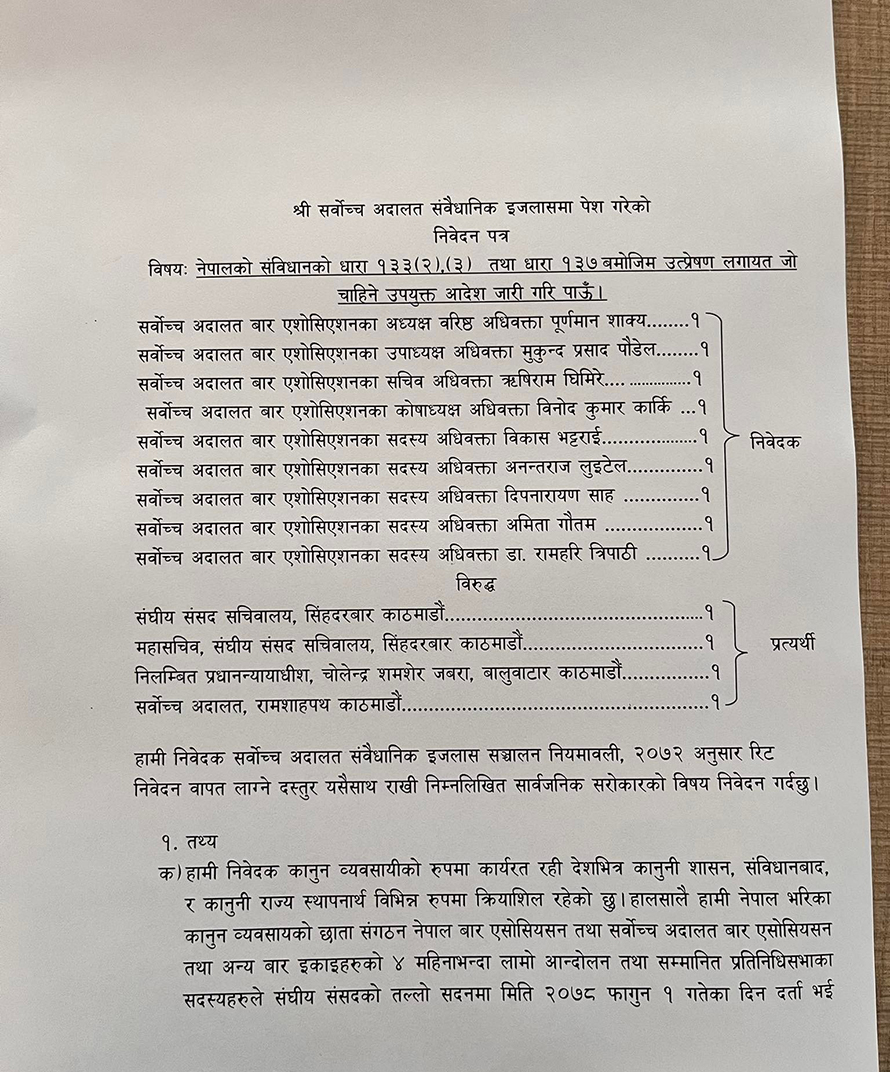 श्री सर्वोच्च अदालत संवैधानिक इजलासमा पेश गरेको
निवेदन पत्र
विषयः नेपालको संविधानको धारा १३३(२),(३) तथा धारा १३७ बमोजिम उत्प्रेषण लगायत जो
चाहिने उपयुक्त आदेश जारी गरि पाऊँ।
सर्वोच्च अदालत बार एशोसिएशनका अध्यक्ष वरिष्ठ अधिवक्ता पूर्णमान शाक्य........१
सर्वोच्च अदालत बार एशोसिएशनका उपाध्यक्ष अधिवक्ता मुकुन्द प्रसाद पौडेल........१
सर्वोच्च अदालत बार एशोसिएशनका सचिव अधिवक्ता ऋषिराम घिमिरे.... ...............१
सर्वोच्च अदालत बार एशोसिएशनका कोषाध्यक्ष अधिवक्ता विनोद कुमार कार्कि ...१
सर्वोच्च अदालत बार एशोसिएशनका सदस्य अधिवक्ता विकास भट्टराई.......................१
सर्वोच्च अदालत बार एशोसिएशनका सदस्य अधिवक्ता अनन्तराज लुइटेल..............१
निवेदक
सर्वोच्च अदालत बार एशोसिएशनका सदस्य अधिवक्ता दिपनारायण साह ..............१
सर्वोच्च अदालत बार एशोसिएशनका सदस्य अधिवक्ता अमिता गौतम ..................१
सर्वोच्च अदालत बार एशोसिएशनका सदस्य अधिवक्ता डा. रामहरि त्रिपाठी ..........१
विरुद्ध
संघीय संसद सचिवालय, सिंहदरबार काठमाडौं................................................१
महासचिव, संघीय संसद सचिवालय, सिंहदरबार काठमाडौं..................................१
प्रत्यर्थी
निलम्बित प्रधानन्यायाधीश, चोलेन्द्र शमशेर जबरा, बालुवाटार काठमाडौं................१
सर्वोच्च अदालत, रामशाहपथ काठमाडौं.........................................................१
हामी निवेदक सर्वोच्च अदालत संवैधानिक इजलास सञ्चालन नियमावली, २०७२ अनुसार रिट
निवेदन वापत लाग्ने दस्तुर यसैसाथ राखी निम्नलिखित सार्वजनिक सरोकारको विषय निवेदन गर्दछु।
१. तथ्य
क)हामी निवेदक कानुन व्यवसायीको रुपमा कार्यरत रही देशभित्र कानुनी शासन, संविधानबाद,
र कानुनी राज्य स्थापनार्थ विभिन्न रुपमा क्रियाशिल रहेको छु।हालसालै हामी नेपाल भरिका
कानुन व्यवसायको छाता संगठन नेपाल बार एसोसियसन तथा सर्वोच्च अदालत बार एसोसियसन
तथा अन्य बार इकाइहरुको ४ महिनाभन्दा लामो आन्दोलन तथा सम्मानित प्रतिनिधिसभाका
सदस्यहरुले संघीय संसदको तल्लो सदनमा मिति २०७८ फागुन १ गतेका दिन दर्ता भई